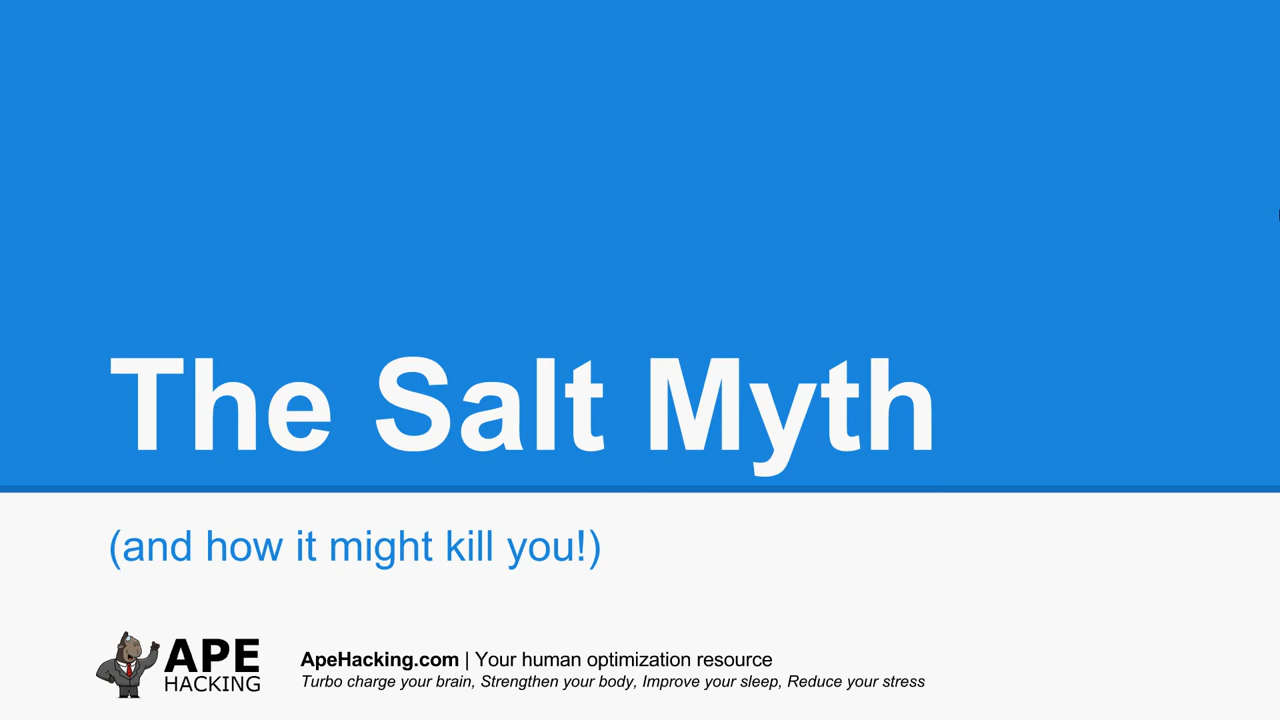 The Salt Myth
(and how it might kill you!)
APE
HACKING
ApeHacking.com | Your human optimization resource
Turbo charge your brain, Strengthen your body, Improve your sleep, Reduce your stress